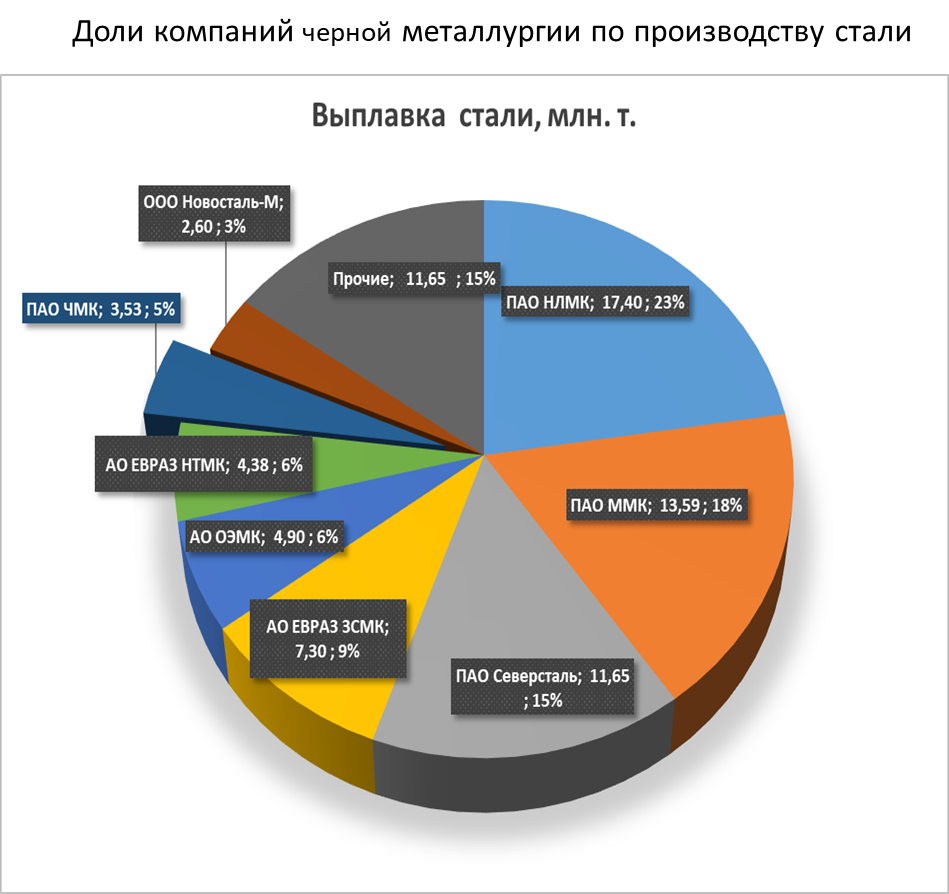 Доли компаний черной металлургии по производству стали
Выплавка стали, млн. т.
ООО Новосталь-М;
2,60 ; 3%
Прочие; 11,65 ; 15%
ПАО НЛМК; 17,40 ; 23%
ПАО ЧМК; 3,53 ; 5%
АО ЕВРАЗ НТМК; 4,38 ; 6%
ПАО ММК; 13,59 ; 18%
АО ОЭМК; 4,90 ; 6%
АО ЕВРАЗ ЗСМК;
7,30 ; 9%
ПАО Северсталь; 11,65
; 15%